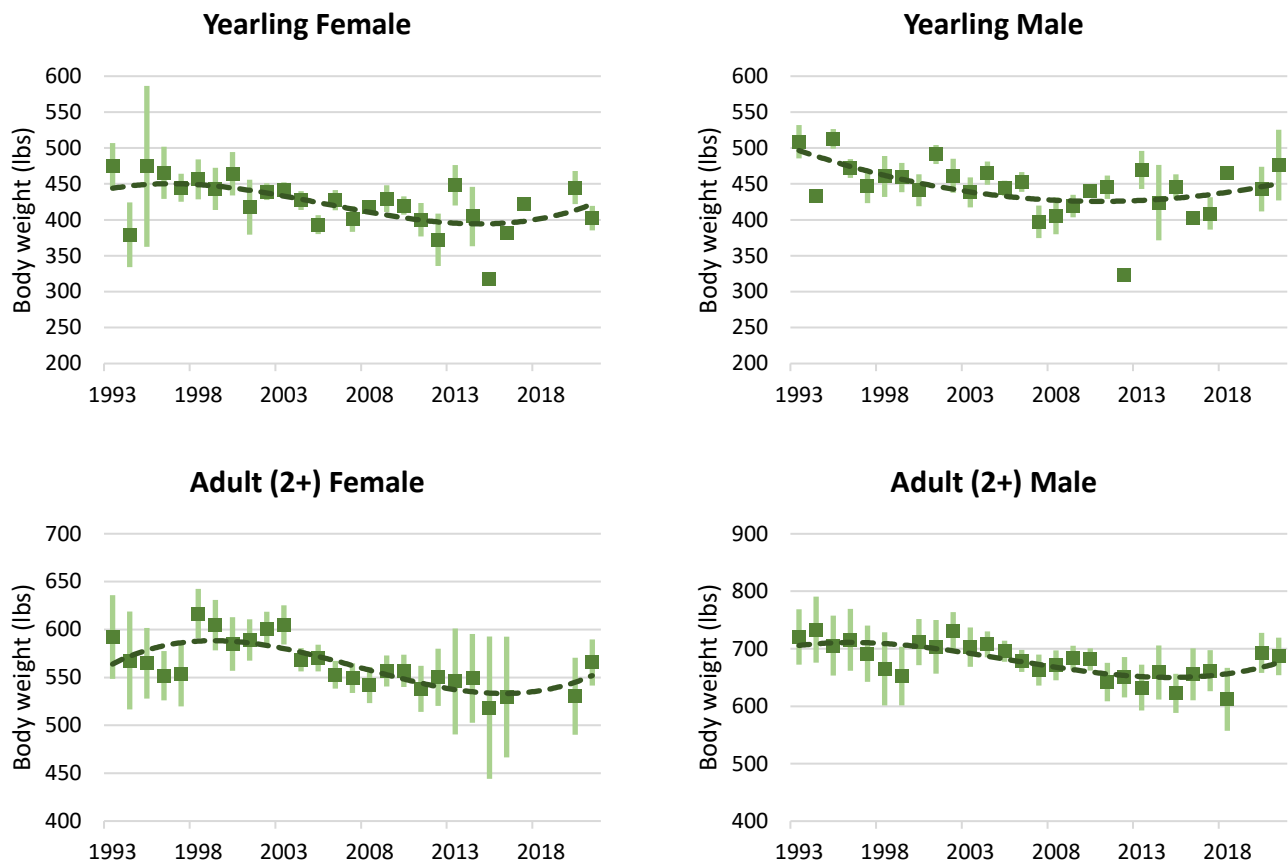 Yearling Female
Body weight (lbs)
600
550
500
450
400
350
300
250
200
1993 1998 2003 2008 2013 2018
Yearling Male
Body weight (lbs)
600
550
500
450
400
350
300
250
200
1993 1998 2003 2008 2013 2018
Adult (2+) Female
Body weight (lbs)
700
650
600
550
500
450
400
1993 1998 2003 2008 2013 2018
Adult (2+) Male
Body weight (lbs)
900
800
700
600
500
400
1993 1998 2003 2008 2013 2018